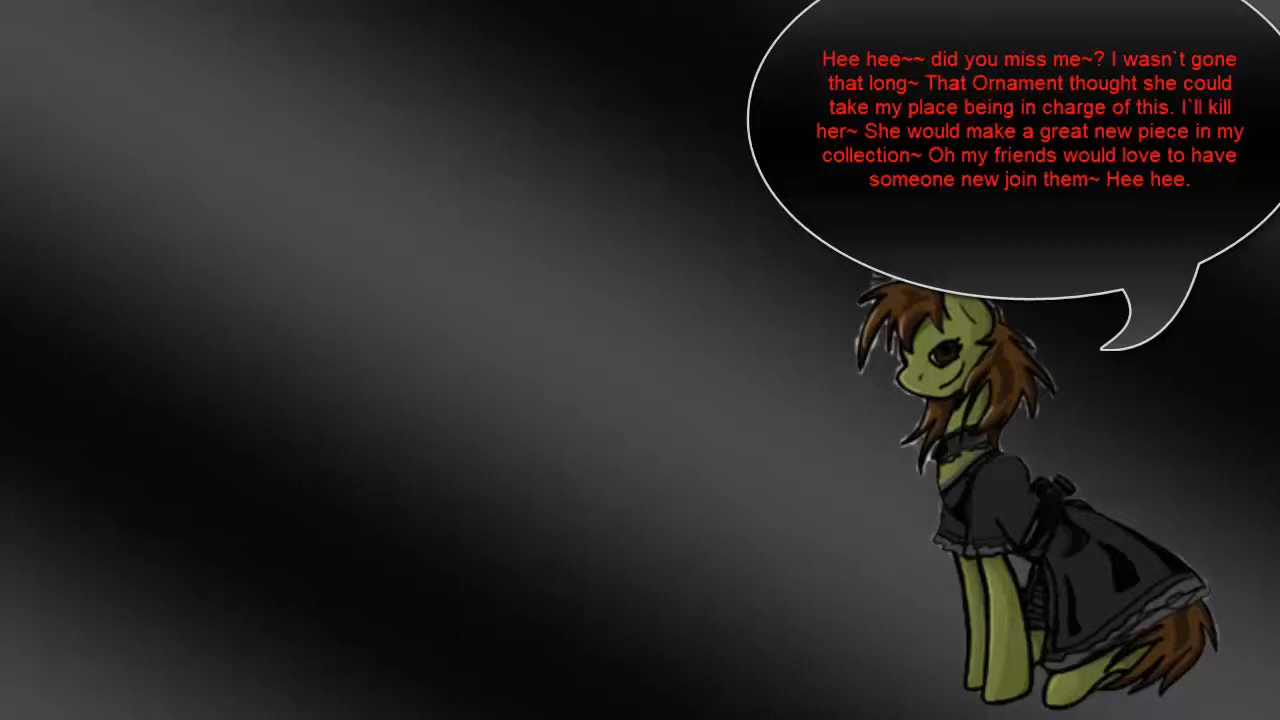 Hee hee~~ did you miss me~? I wasn`t gone
that long~ That Ornament thought she could
take my place being in charge of this. I`ll kill
her~ She would make a great new piece in my
collection~ Oh my friends would love to have
someone new join them~ Hee hee.